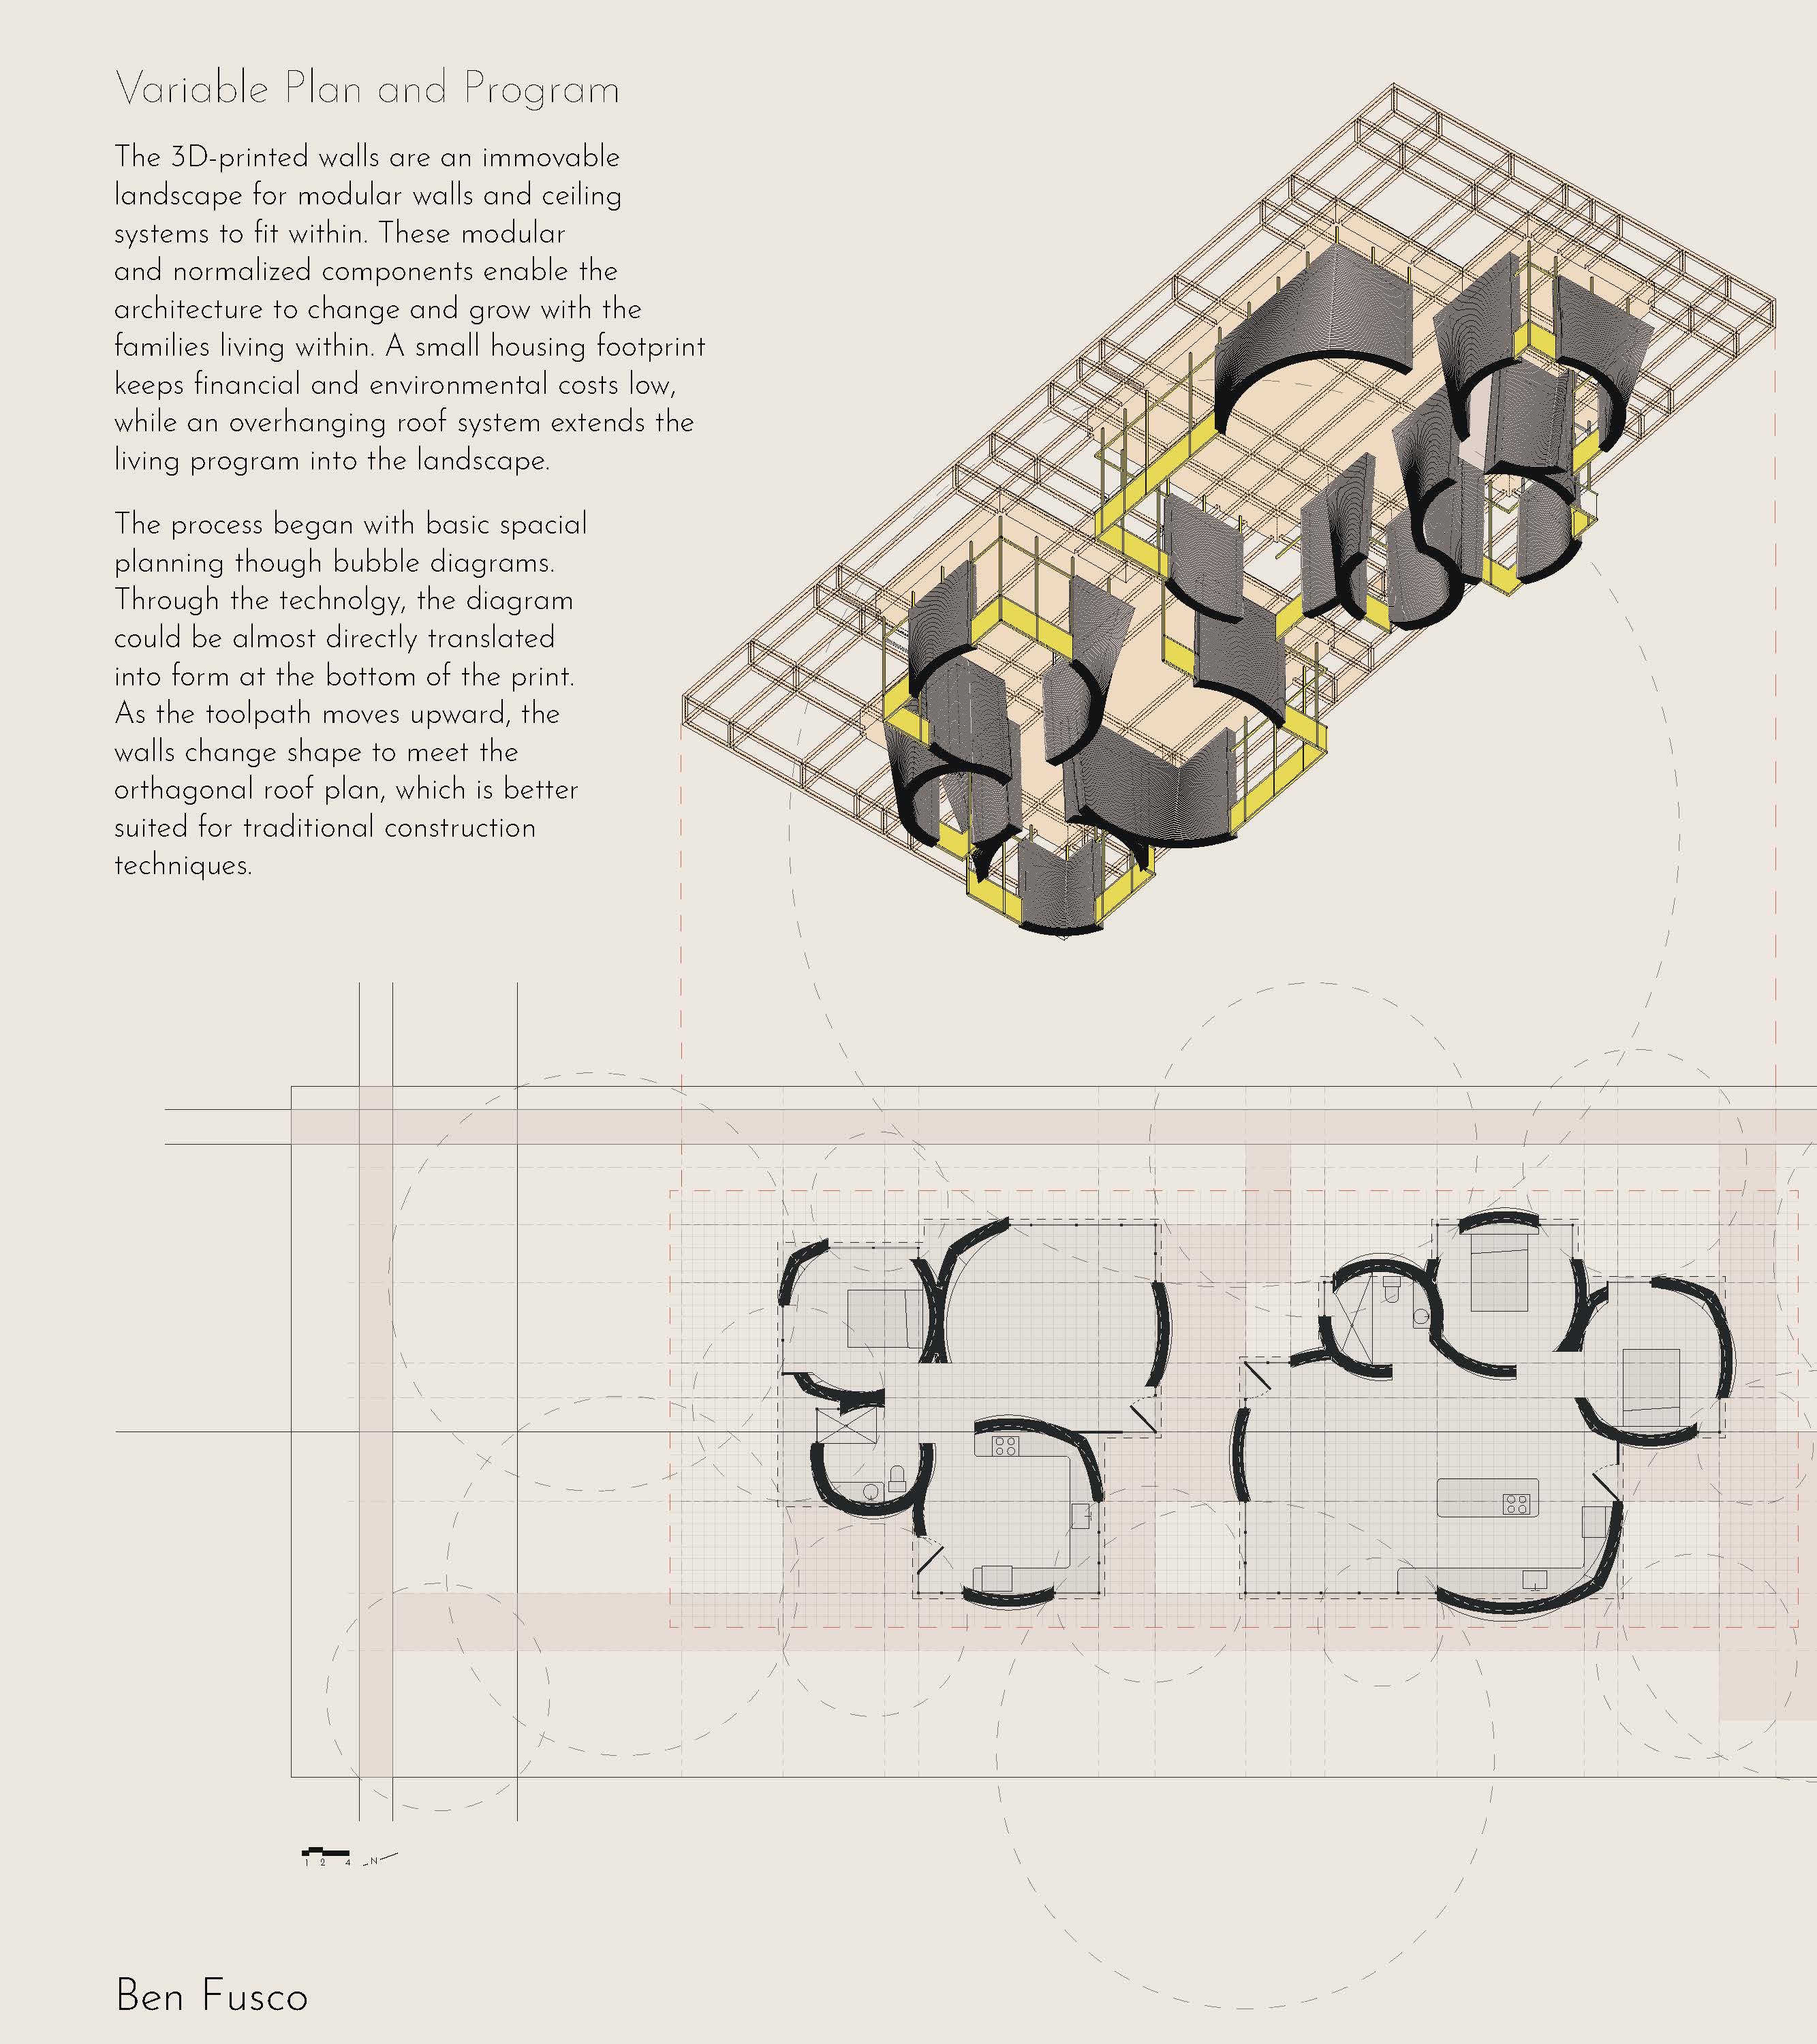 Variable Plan and Program
The 3D-printed walls are an immovable
landscape for modular walls and ceiling
systems to fit within. These modular
and normalized components enable the
architecture to change and grow with the
families living within. A small housing footprint
keeps financial and environmental costs low,
while an overhanging roof system extends the
living program into the landscape.
The process began with basic spacial
planning though bubble diagrams.
Through the technolgy, the diagram
could be almost directly translated
into form at the bottom of the print.
As the toolpath moves upward, the
walls change shape to meet the
orthagonal roof plan, which is better
suited for traditional construction
techniques.
1 2 4 N
Ben Fusco